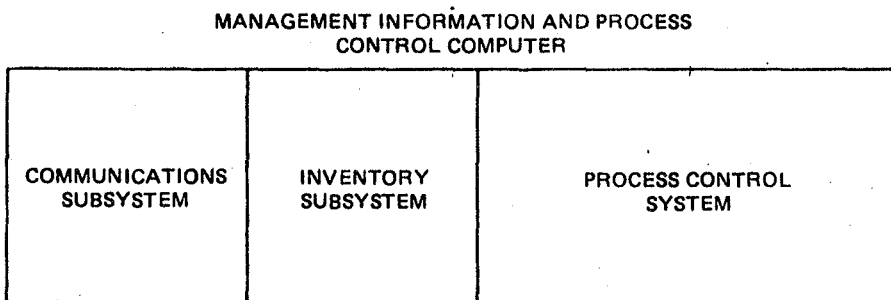 MANAGEMENT INFORMATION AND PROCESS
CONTROL COMPUTER
COMMUNICATIONS
SUBSYSTEM
INVENTORY
SUBSYSTEM
PROCESS CONTROL
SYSTEM